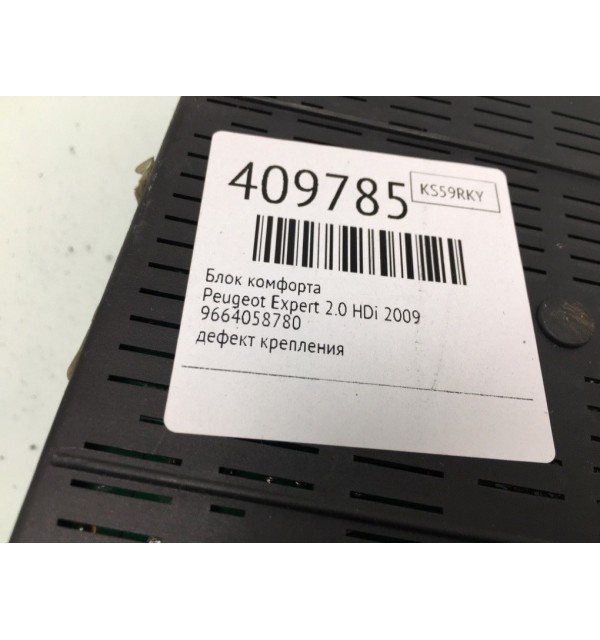 409785
KS59RKY
Блок комфорта
Peugeot Expert 2.0 HDi 2009
9664058780
дефект крепления